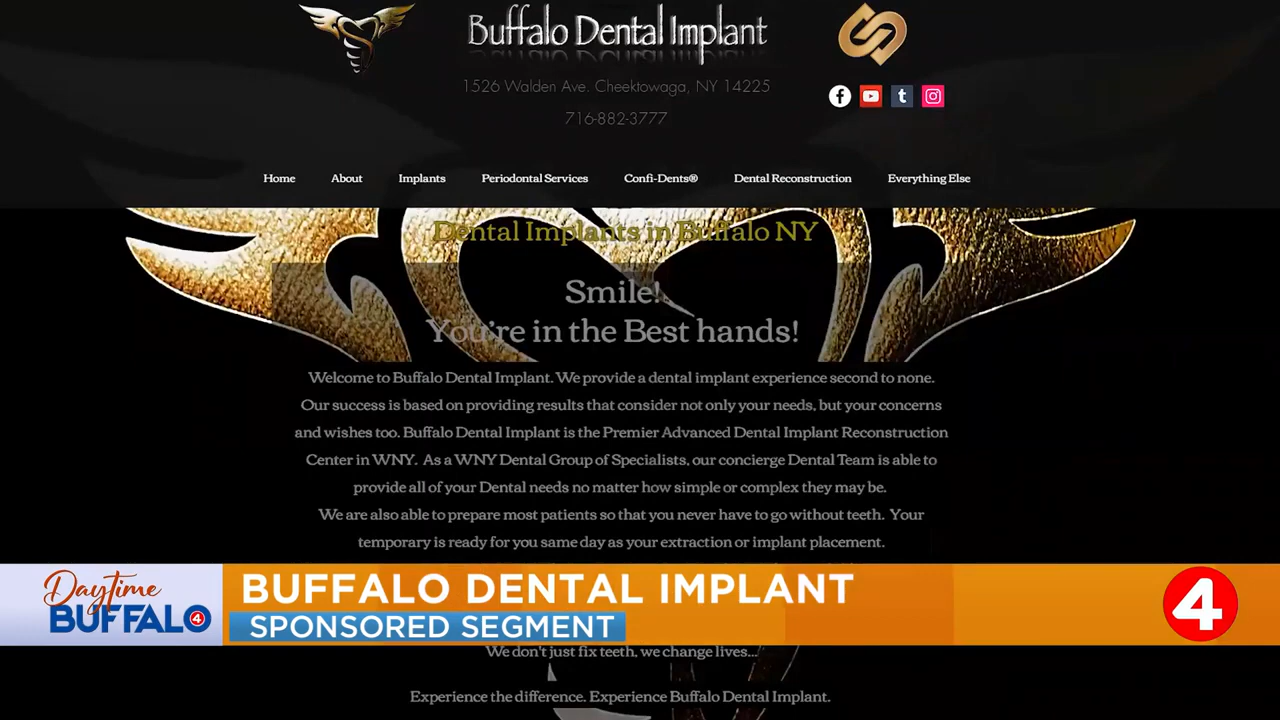 Buffalo Dental Implant
1526 Walden Ave. Cheektowaga, NY 14225
716-882-3777
Home About Implants Periodontal Services Confi-Dents® Dental Reconstruction Everything Else
Dental Implants in Buffalo NY
Smile!
You're in the Best hands!
Welcome to Buffalo Dental Implant. We provide a dental implant experience second to none.
Our success is based on providing results that consider not only your needs, but your concerns
and wishes too. Buffalo Dental Implant is the Premier Advanced Dental Implant Reconstruction
Center in WNY. As a WNY Dental Group of Specialists, our concierge Dental Team is able to
provide all of your Dental needs no matter how simple or complex they may be.
We are also able to prepare most patients so that you never have to go without teeth. Your
temporary is ready for you same day as your extraction or implant placement.
Daytime
BUFFALO 4
BUFFALO DENTAL IMPLANT
SPONSORED SEGMENT
4
We don't just fix teeth, we change lives...
Experience the difference. Experience Buffalo Dental Implant.